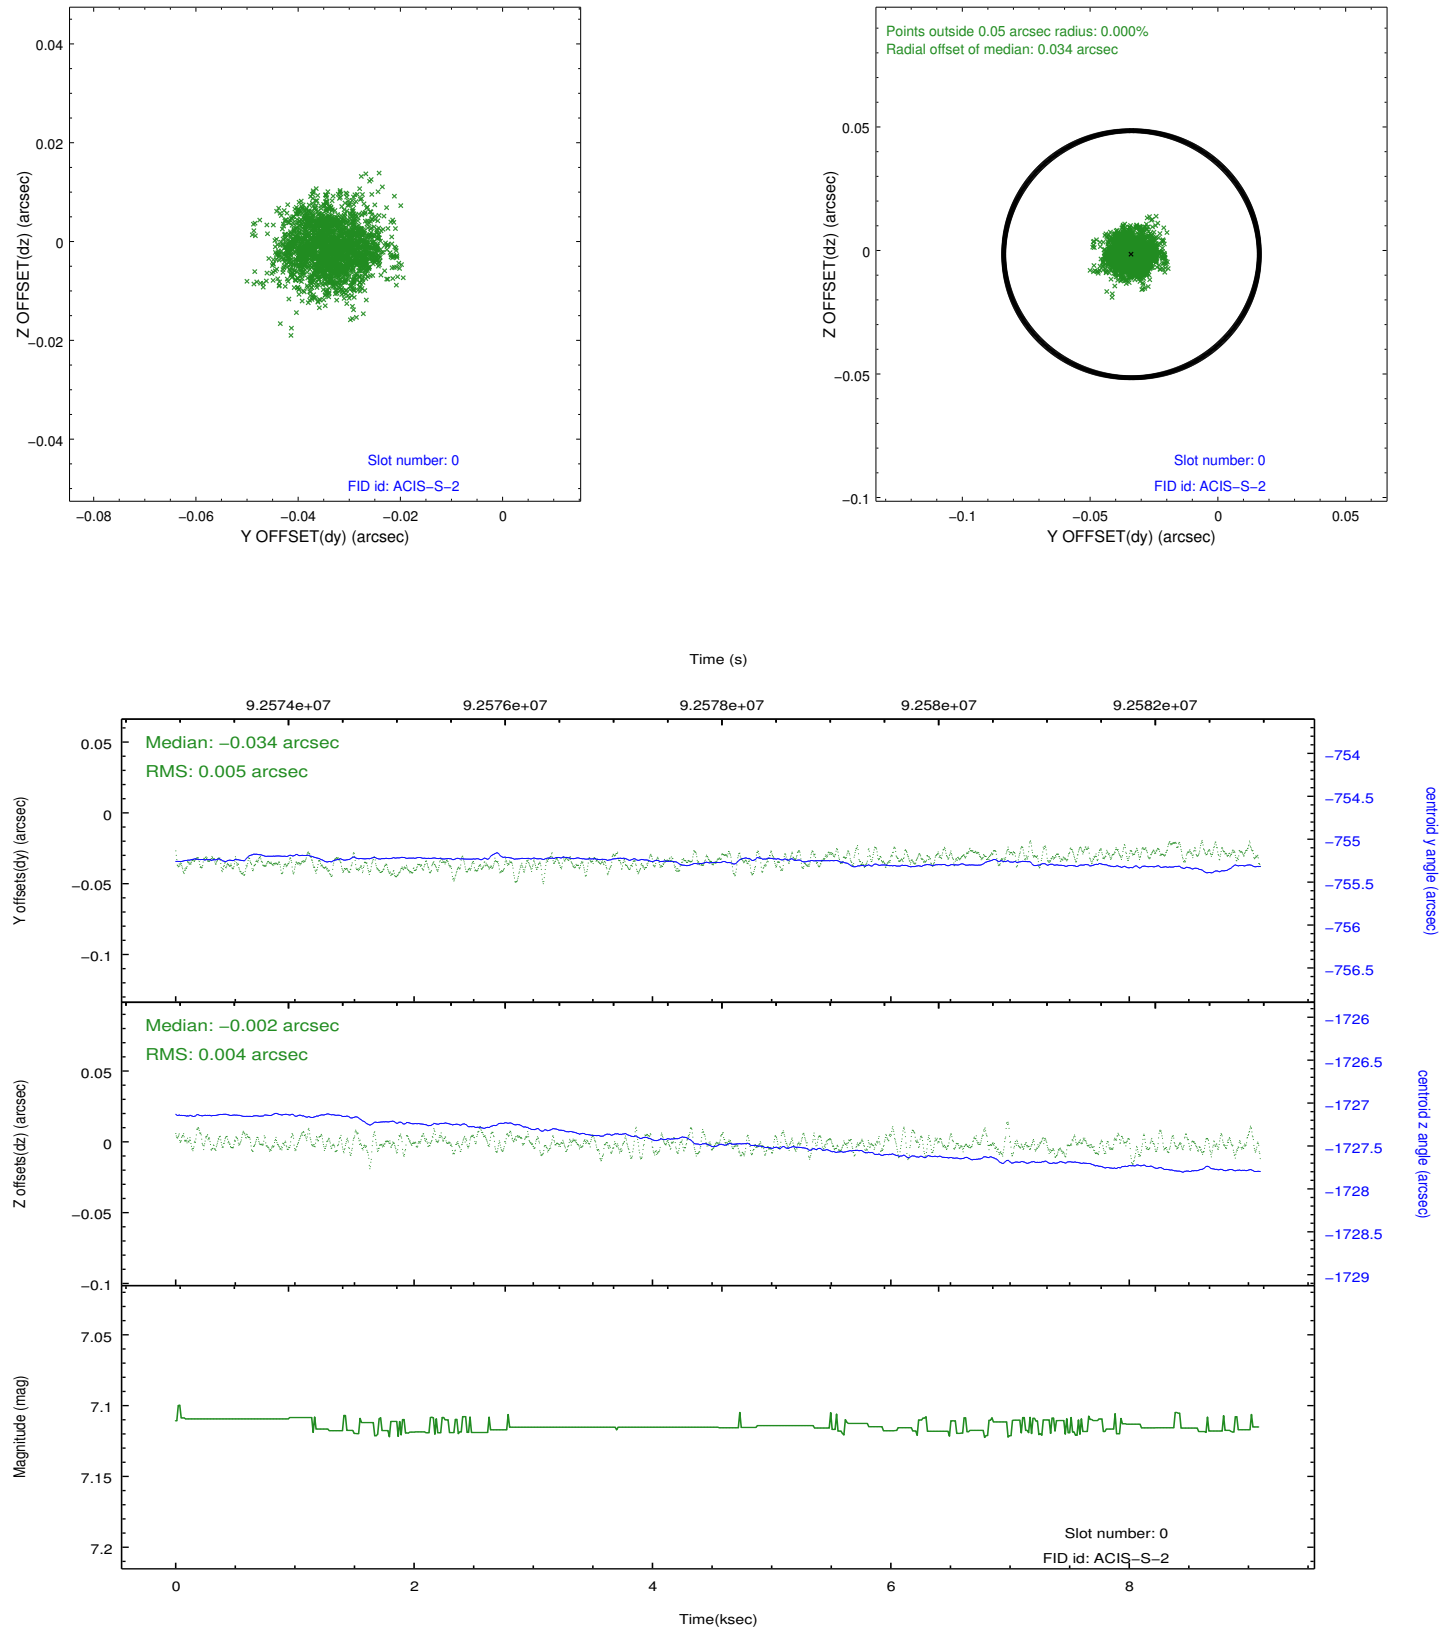 0.04
0.02
0
−0.02
−0.04
Z OFFSET(dz) (arcsec)
Slot number: 0
FID id: ACIS−S−2
−0.08 −0.06 −0.04 −0.02 0
Y OFFSET(dy) (arcsec)
Points outside 0.05 arcsec radius: 0.000%
Radial offset of median: 0.034 arcsec
0.05
0
−0.05
−0.1
Z OFFSET(dz) (arcsec)
Slot number: 0
FID id: ACIS−S−2
−0.1 −0.05 0 0.05
Y OFFSET(dy) (arcsec)
Time (s)
9.2574e+07 9.2576e+07 9.2578e+07 9.258e+07 9.2582e+07
Median: −0.034 arcsec
RMS: 0.005 arcsec
0.05
0
−0.05
−0.1
Y offsets(dy) (arcsec)
−754
−754.5
−755
−755.5
−756
−756.5
centroid y angle (arcsec)
Median: −0.002 arcsec
RMS: 0.004 arcsec
0.05
0
−0.05
−0.1
Z offsets(dz) (arcsec)
−1726
−1726.5
−1727
−1727.5
−1728
−1728.5
−1729
centroid z angle (arcsec)
7.05
7.1
7.15
7.2
Magnitude (mag)
Slot number: 0
FID id: ACIS−S−2
0 2 4 6 8
Time(ksec)